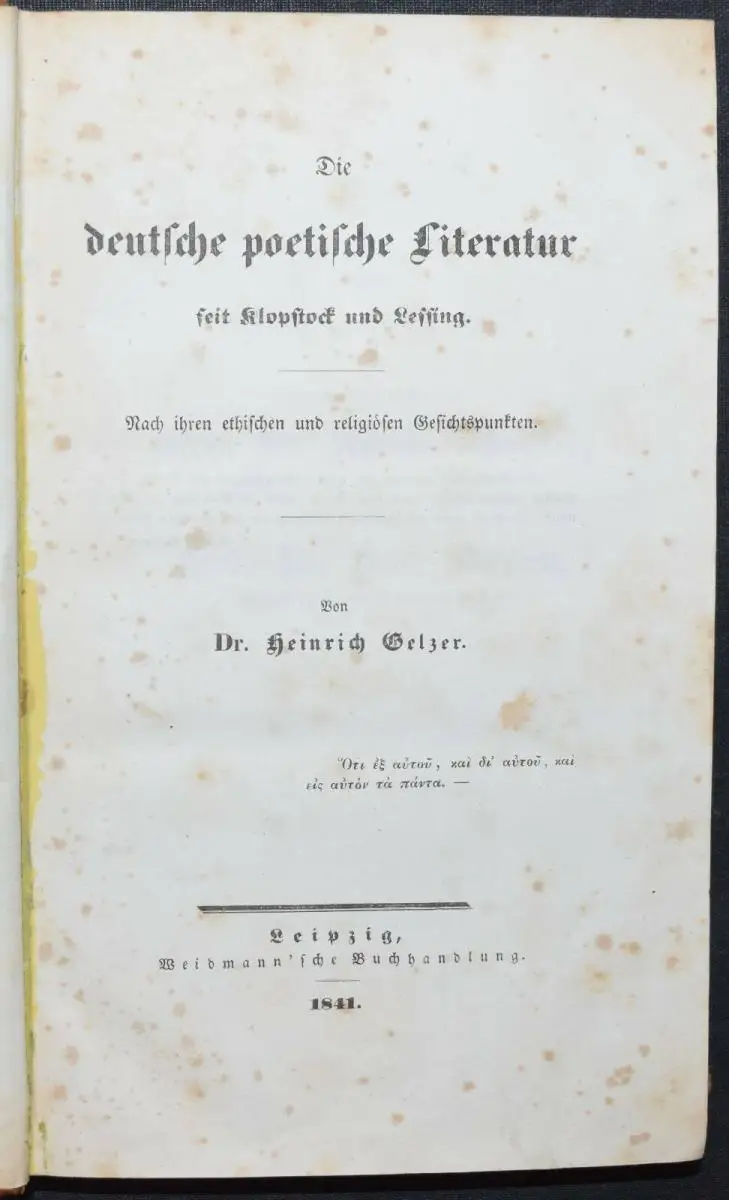 Die
deutſche poetiſche Literatur
ſeit Klopſtock und Leſſing.
Nach ihren ethiſchen und religiöſen Geſichtspunkten.
Von
Dr. Heinrich Gelzer.
Ὅτι ἐξ αὐτοῦ, καὶ δι' αὐτοῦ, καὶ
εἰς αὐτὸν τὰ πάντα. —
Leipzig,
Weidmann'ſche Buchhandlung.
1841.